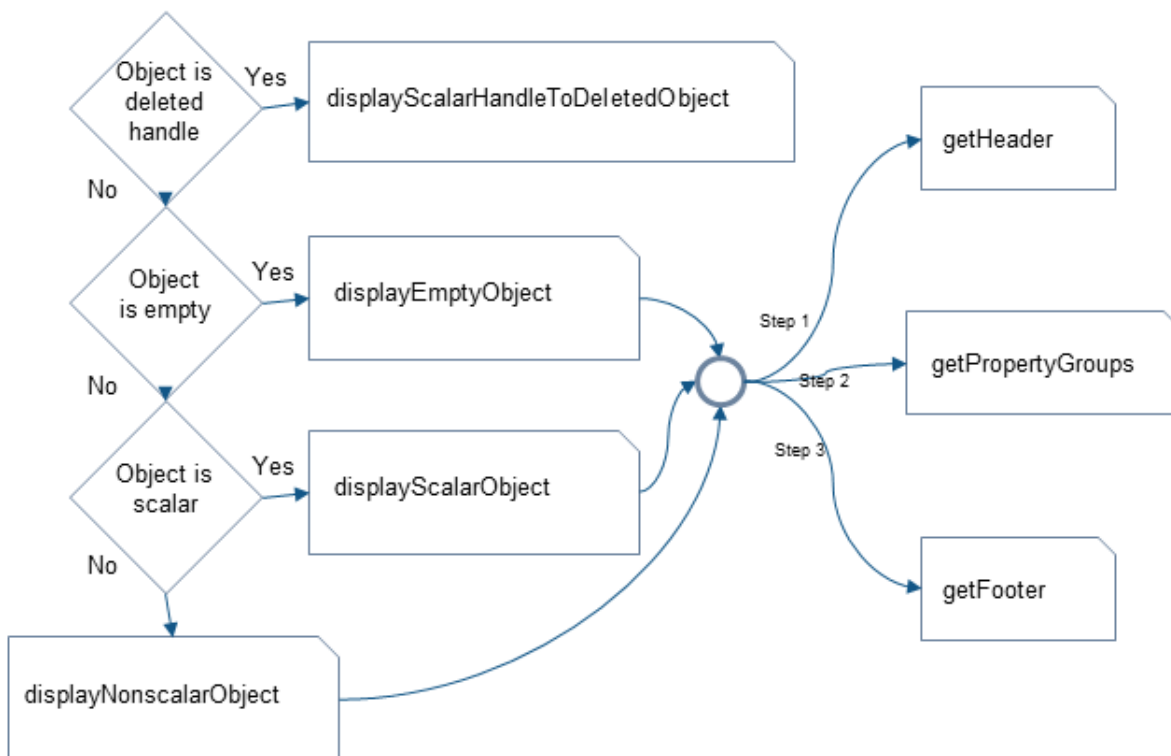 Object is
deleted
handle
Yes
displayScalarHandleToDeletedObject
No
Object
is empty
Yes
displayEmptyObject
No
Object is
scalar
Yes
displayScalarObject
No
displayNonscalarObject
Step 1
getHeader
Step 2
getPropertyGroups
Step 3
getFooter